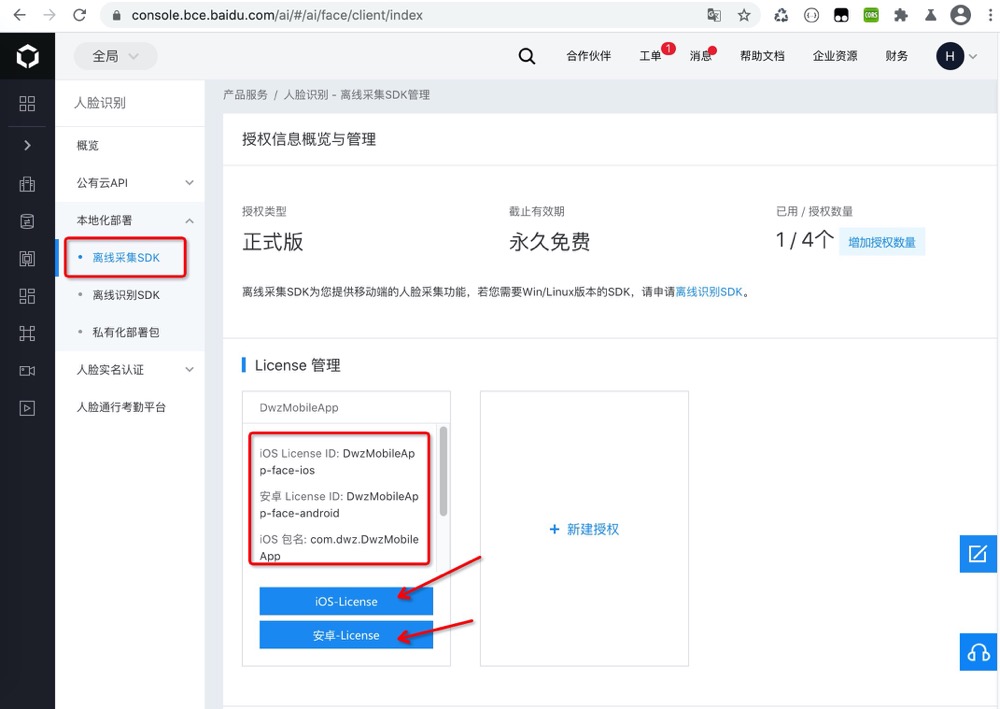 console.bce.baidu.com/ai/#/ai/face/client/index
CORS
全局
合作伙伴
工单
1
消息
帮助文档
企业资源
财务
H
人脸识别
概览
公有云API
本地化部署
离线采集SDK
离线识别SDK
私有化部署包
人脸实名认证
人脸通行考勤平台
产品服务 / 人脸识别 - 离线采集SDK管理
授权信息概览与管理
授权类型
正式版
截止有效期
永久免费
已用 / 授权数量
1 / 4个
增加授权数量
离线采集SDK为您提供移动端的人脸采集功能，若您需要Win/Linux版本的SDK，请申请离线识别SDK。
License 管理
DwzMobileApp
iOS License ID: DwzMobileAp
p-face-ios
安卓 License ID: DwzMobileAp
p-face-android
iOS 包名: com.dwz.DwzMobile
App
iOS-License
安卓-License
+ 新建授权